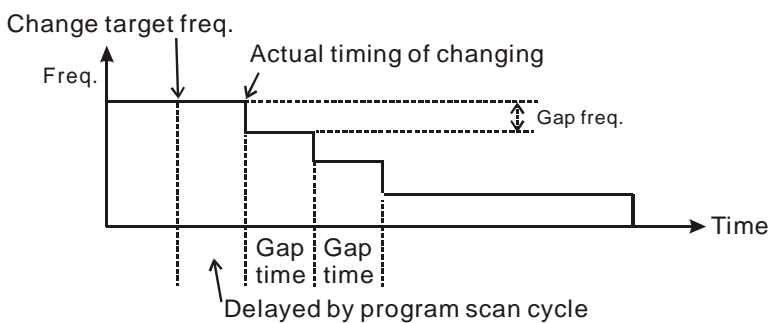 Change target freq.
Actual timing of changing
Freq.
Gap freq.
Time
Gap Gap
time time
Delayed by program scan cycle